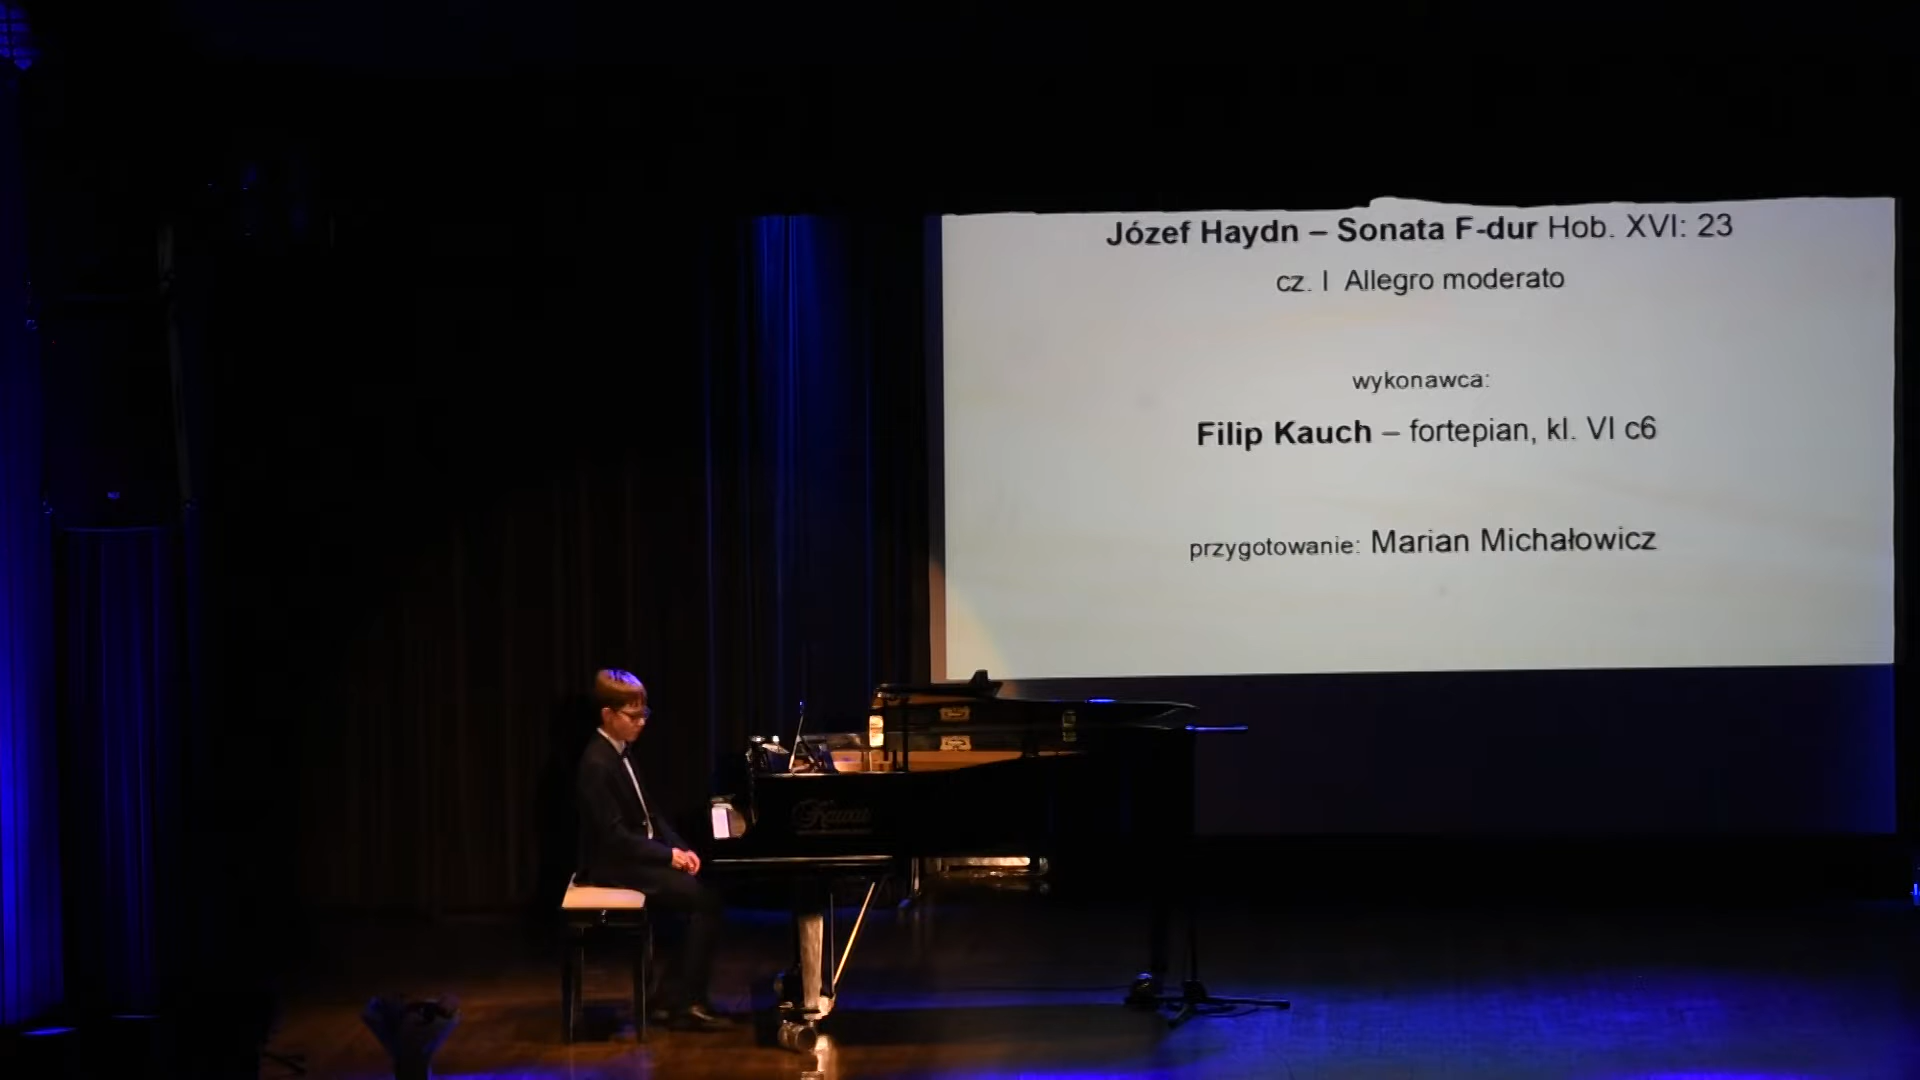 Józef Haydn – Sonata F-dur Hob. XVI: 23
cz. I Allegro moderato
wykonawca:
Filip Kauch – fortepian, kl. VI c6
przygotowanie: Marian Michałowicz
Kawai